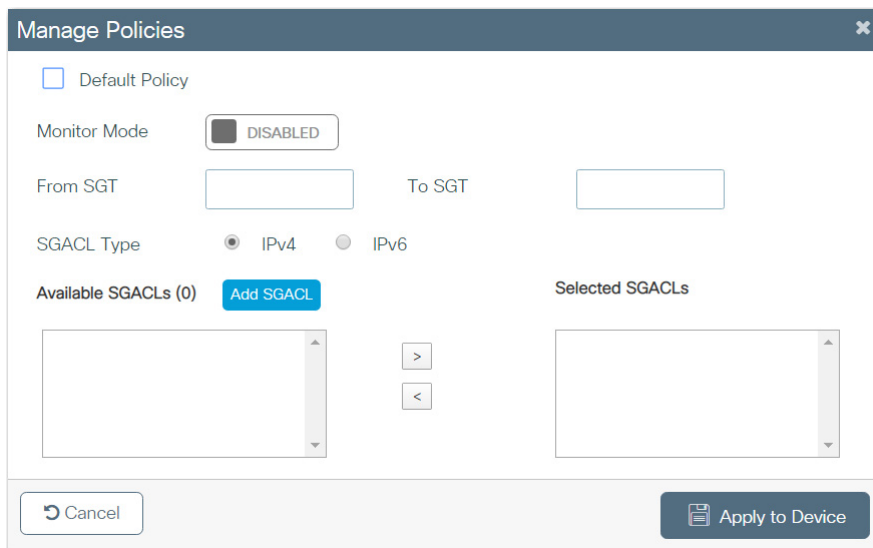 Manage Policies
Default Policy
Monitor Mode DISABLED
From SGT To SGT
SGACL Type IPv4 IPv6
Available SGACLs (0) Add SGACL Selected SGACLs
>
<
Cancel Apply to Device